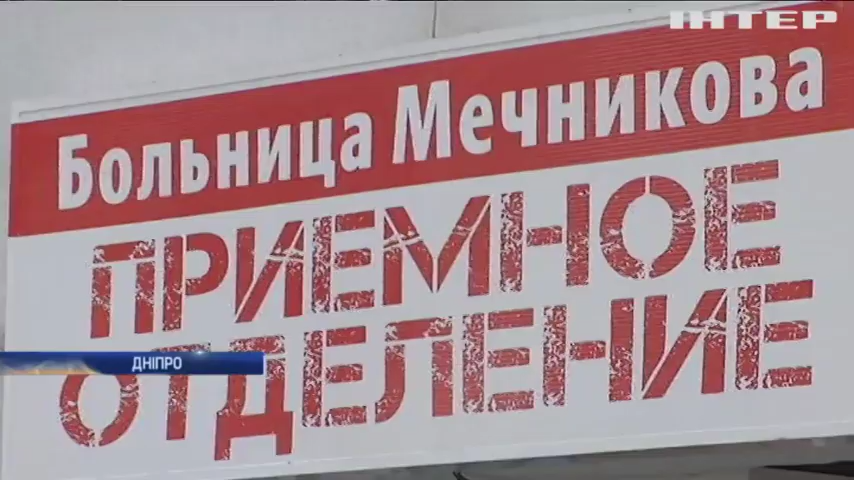 ІНТЕР
Больница Мечникова
ПРИЕМНОЕ
ОТДЕЛЕНИЕ
ДНІПРО